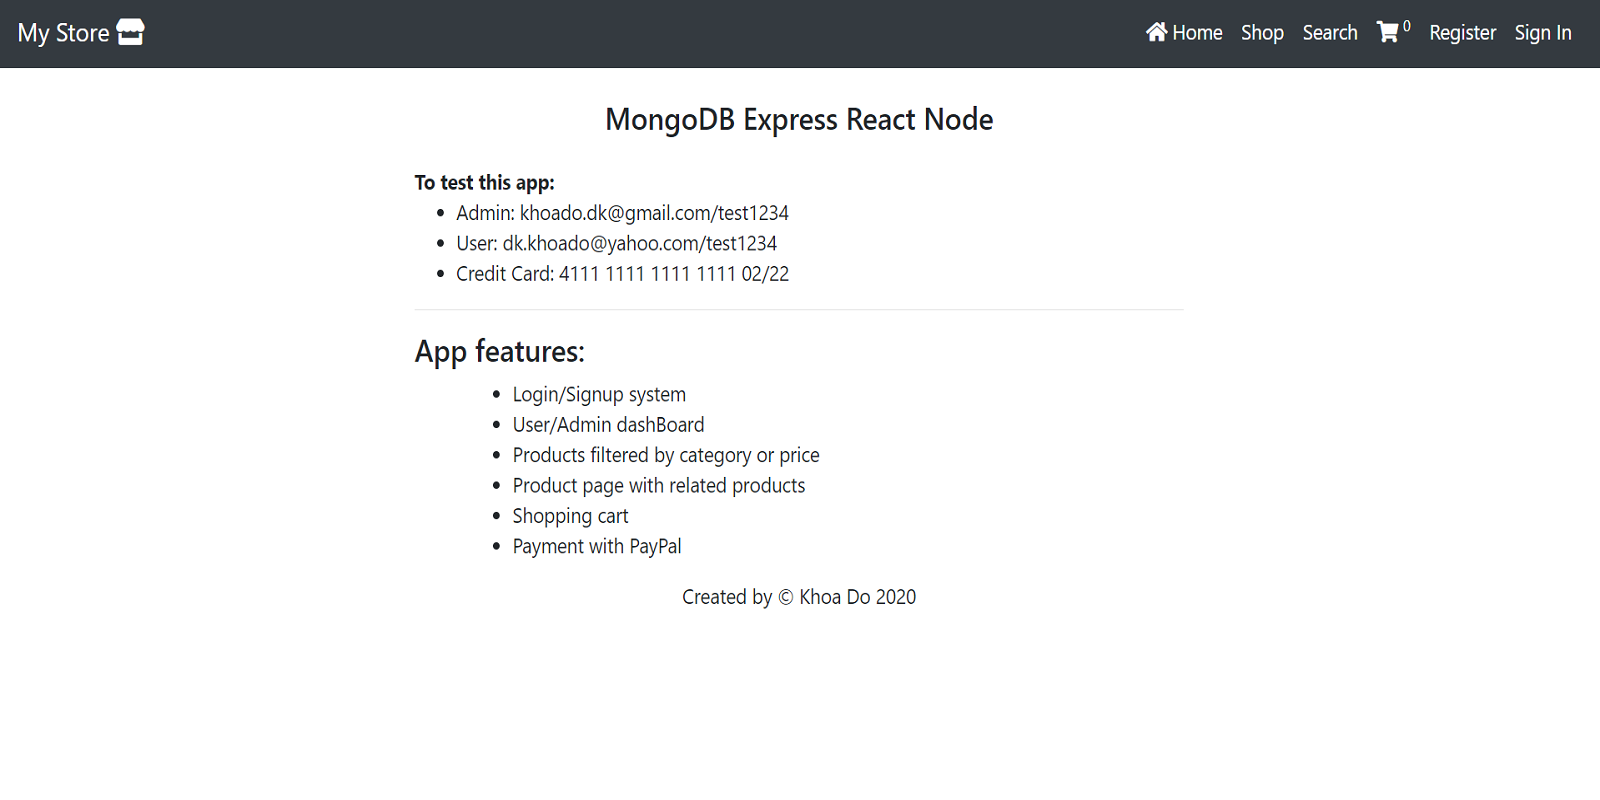 My Store
Home Shop Search 0 Register Sign In
MongoDB Express React Node
To test this app:
• Admin: khoado.dk@gmail.com/test1234
• User: dk.khoado@yahoo.com/test1234
• Credit Card: 4111 1111 1111 1111 02/22
App features:
• Login/Signup system
• User/Admin dashBoard
• Products filtered by category or price
• Product page with related products
• Shopping cart
• Payment with PayPal
Created by © Khoa Do 2020